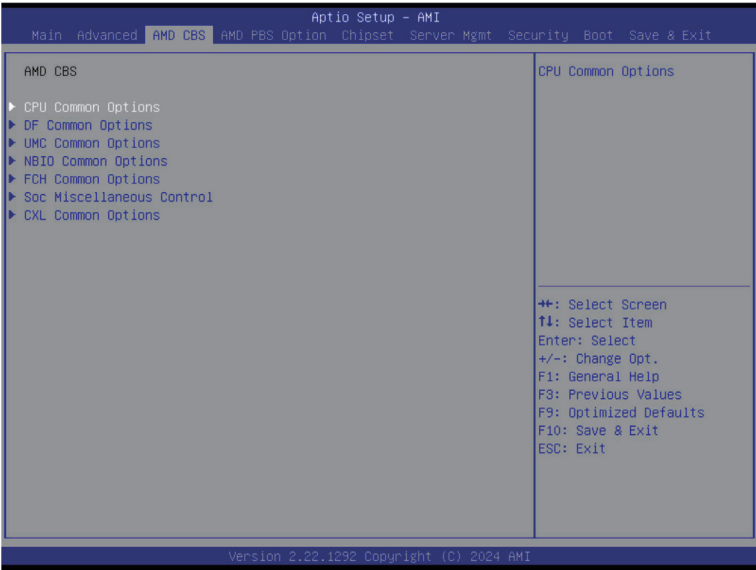 Aptio Setup – AMI
Main Advanced AMD CBS AMD PBS Option Chipset Server Mgmt Security Boot Save & Exit
AMD CBS
CPU Common Options
DF Common Options
UMC Common Options
NBIO Common Options
FCH Common Options
Soc Miscellaneous Control
CXL Common Options
CPU Common Options
→←: Select Screen
↑↓: Select Item
Enter: Select
+/-: Change Opt.
F1: General Help
F3: Previous Values
F9: Optimized Defaults
F10: Save & Exit
ESC: Exit
Version 2.22.1292 Copyright (C) 2024 AMI